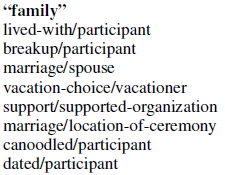 “family”
lived-with/participant
breakup/participant
marriage/spouse
vacation-choice/vacationer
support/supported-organization
marriage/location-of-ceremony
canoodled/participant
dated/participant